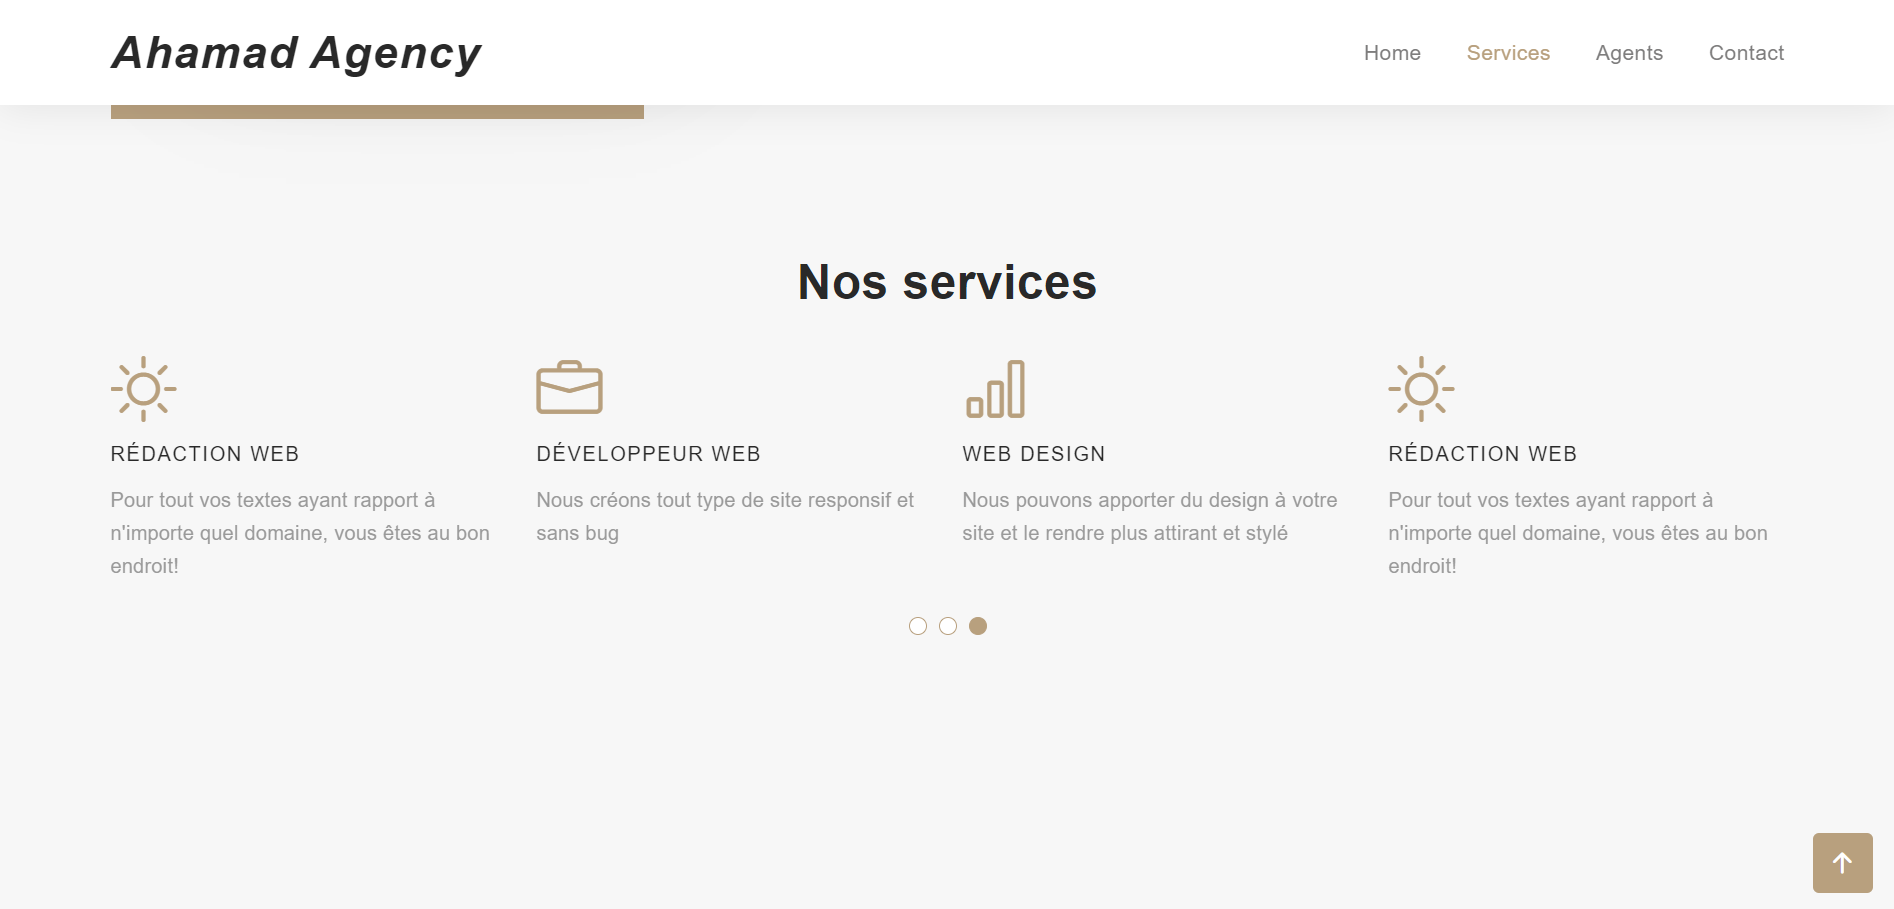 Ahamad Agency
Home Services Agents Contact
Nos services
RÉDACTION WEB
Pour tout vos textes ayant rapport à
n'importe quel domaine, vous êtes au bon
endroit!
DÉVELOPPEUR WEB
Nous créons tout type de site responsif et
sans bug
WEB DESIGN
Nous pouvons apporter du design à votre
site et le rendre plus attirant et stylé
RÉDACTION WEB
Pour tout vos textes ayant rapport à
n'importe quel domaine, vous êtes au bon
endroit!